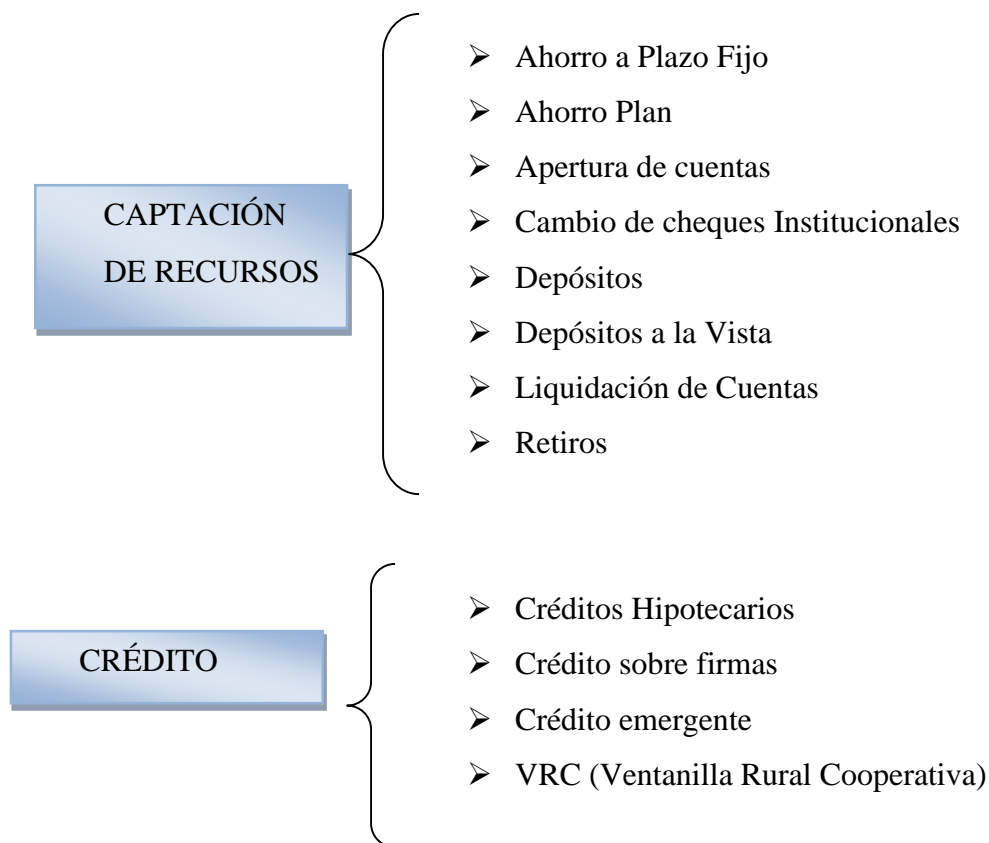 CAPTACIÓN
DE RECURSOS
➢ Ahorro a Plazo Fijo
➢ Ahorro Plan
➢ Apertura de cuentas
➢ Cambio de cheques Institucionales
➢ Depósitos
➢ Depósitos a la Vista
➢ Liquidación de Cuentas
➢ Retiros
CRÉDITO
➢ Créditos Hipotecarios
➢ Crédito sobre firmas
➢ Crédito emergente
➢ VRC (Ventanilla Rural Cooperativa)